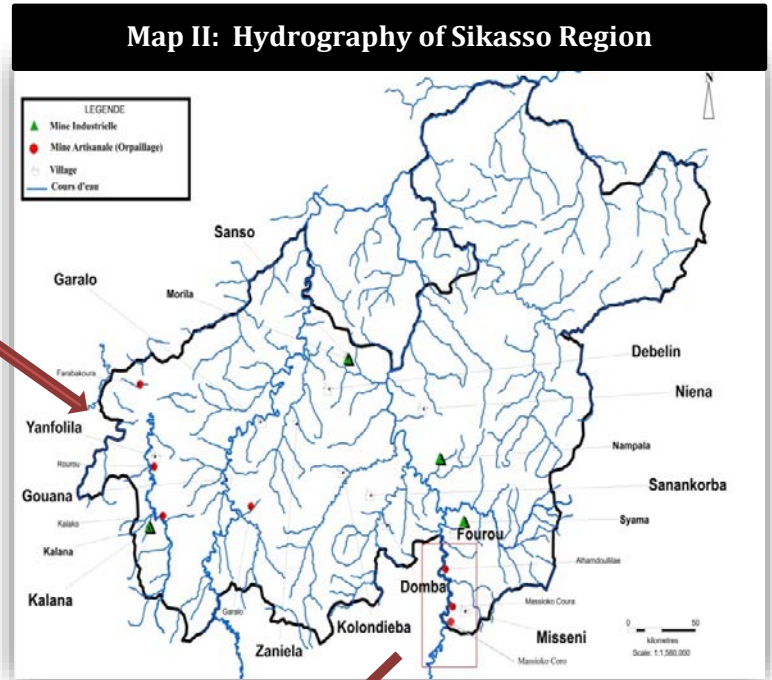 Map II: Hydrography of Sikasso Region
N
LEGENDE
Mine Industrielle
Mine Artisanale (Orpaillage)
Village
Cours d'eau
Sanso
Garalo
Morila
Debelin
Farabakoura
Niena
Yanfolila
Nampala
Rourou
Sanankorba
Gouana
Syama
Kalako
Fourou
Kalana
Alhamdoulilae
Kalana
Domba
Massioko Coura
Garalo
Kolondieba
Misseni
Zaniela
Massioko Coro
0 50
kilometres
Scale: 1:1,580,000